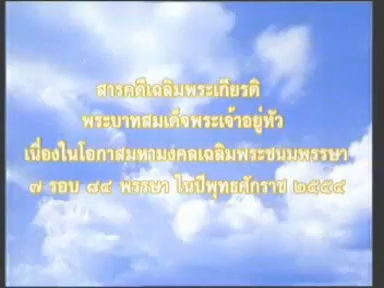 สารคดีเฉลิมพระเกียรติ
พระบาทสมเด็จพระเจ้าอยู่หัว
เนื่องในโอกาสมหามงคลเฉลิมพระชนมพรรษา
๗ รอบ ๘๔ พรรษา ในปีพุทธศักราช ๒๕๕๔